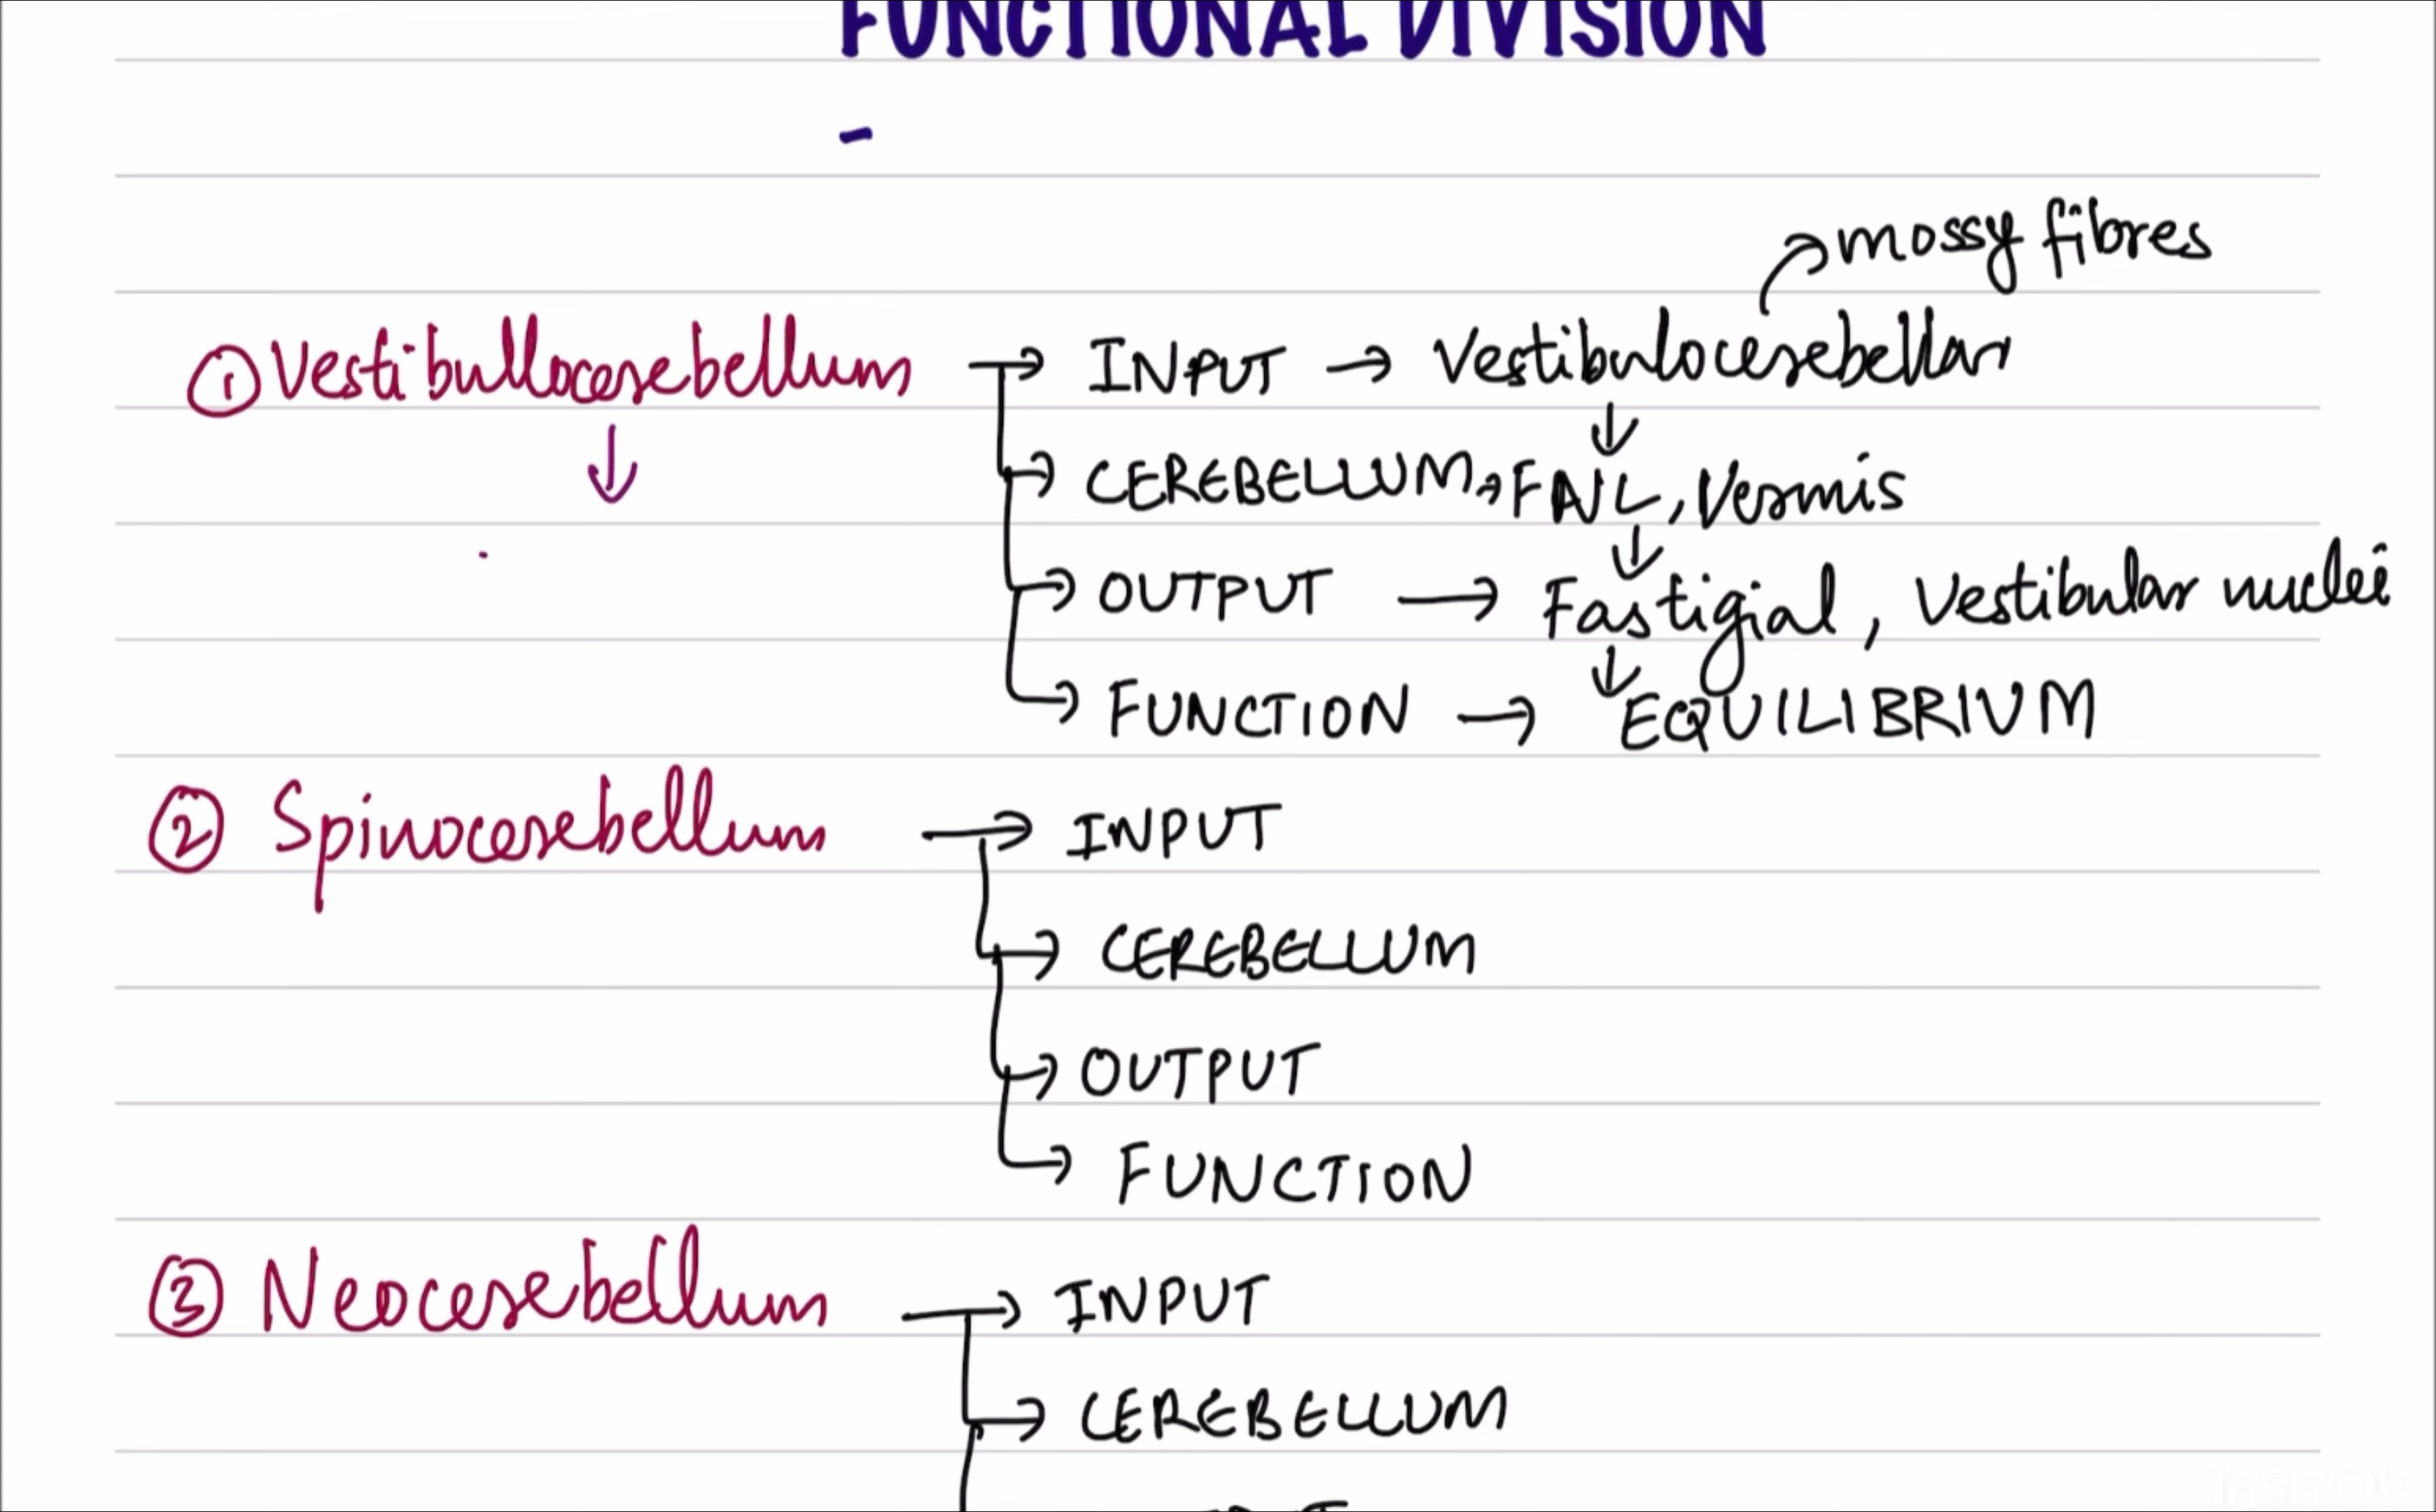 FUNCTIONAL DIVISION
-
mossy fibres
① Vestibullocerebellum → INPUT → Vestibulocerebellar
↓
CEREBELLUM → FNL, Vermis
↓
OUTPUT → Fastigial, Vestibular nuclei
↓
FUNCTION → EQUILIBRIUM
② Spinocerebellum → INPUT
→ CEREBELLUM
→ OUTPUT
→ FUNCTION
③ Neocerebellum → INPUT
→ CEREBELLUM